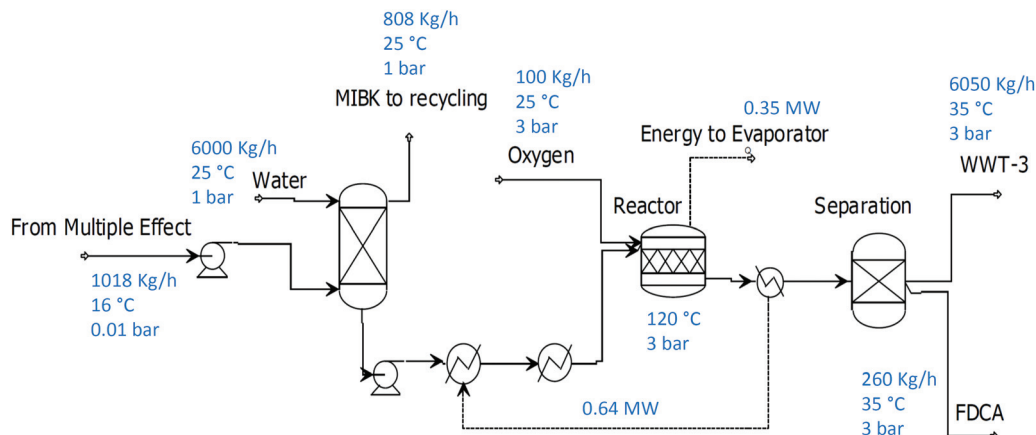 808 Kg/h
25 °C
1 bar
MIBK to recycling
100 Kg/h
25 °C
3 bar
Oxygen
0.35 MW
Energy to Evaporator
6050 Kg/h
35 °C
3 bar
WWT-3
6000 Kg/h
25 °C
1 bar
Water
Reactor
Separation
From Multiple Effect
1018 Kg/h
16 °C
0.01 bar
120 °C
3 bar
0.64 MW
260 Kg/h
35 °C
3 bar
FDCA